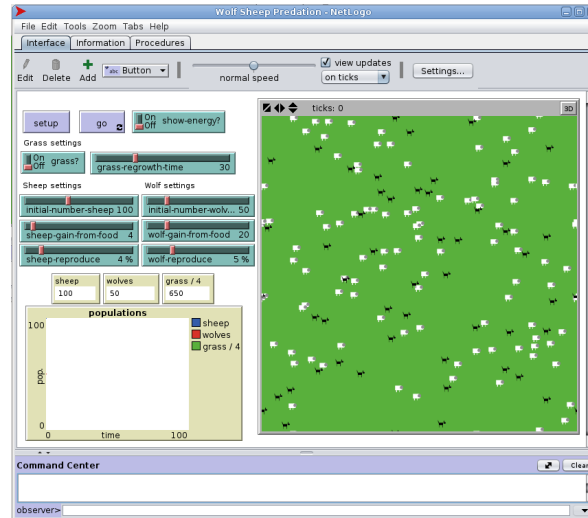 Wolf Sheep Predation - NetLogo
File Edit Tools Zoom Tabs Help
Interface Information Procedures
Edit Delete Add abc Button normal speed view updates on ticks Settings...
setup go On Off show-energy?
Grass settings
On Off grass? grass-regrowth-time 30
Sheep settings Wolf settings
initial-number-sheep 100 initial-number-wolv... 50
sheep-gain-from-food 4 wolf-gain-from-food 20
sheep-reproduce 4 % wolf-reproduce 5 %
sheep wolves grass / 4
100 50 650
populations
100
pop.
0
0 time 100
sheep
wolves
grass / 4
ticks: 0 3D
Command Center Clear
observer>